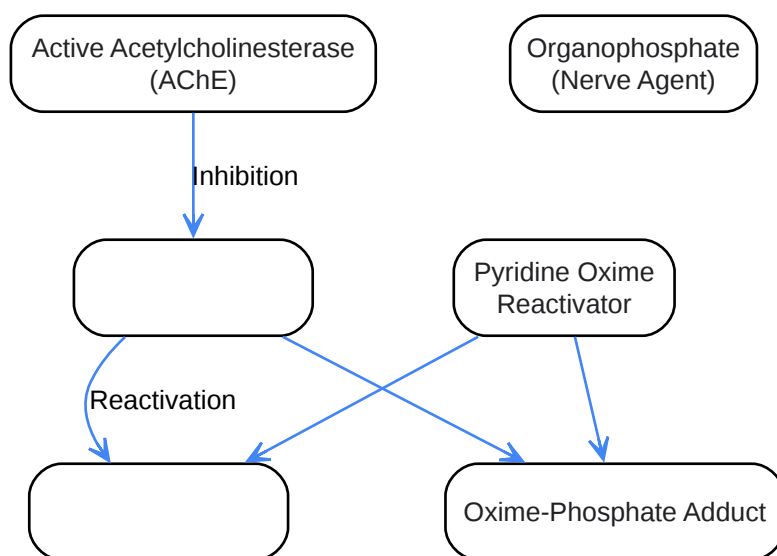 Active Acetylcholinesterase
(AChE)
Organophosphate
(Nerve Agent)
Inhibition
Pyridine Oxime
Reactivator
Reactivation
Oxime-Phosphate Adduct